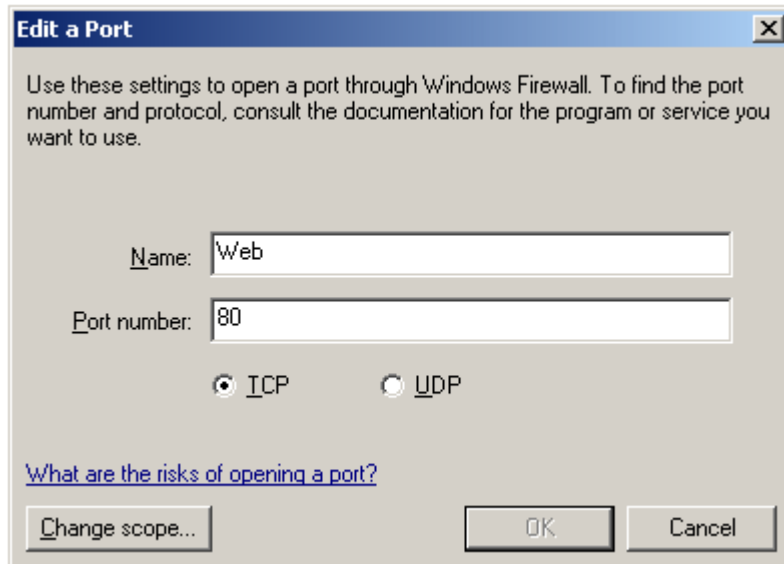 Edit a Port
Use these settings to open a port through Windows Firewall. To find the port
number and protocol, consult the documentation for the program or service you
want to use.
Name: Web
Port number: 80
TCP UDP
What are the risks of opening a port?
Change scope... OK Cancel